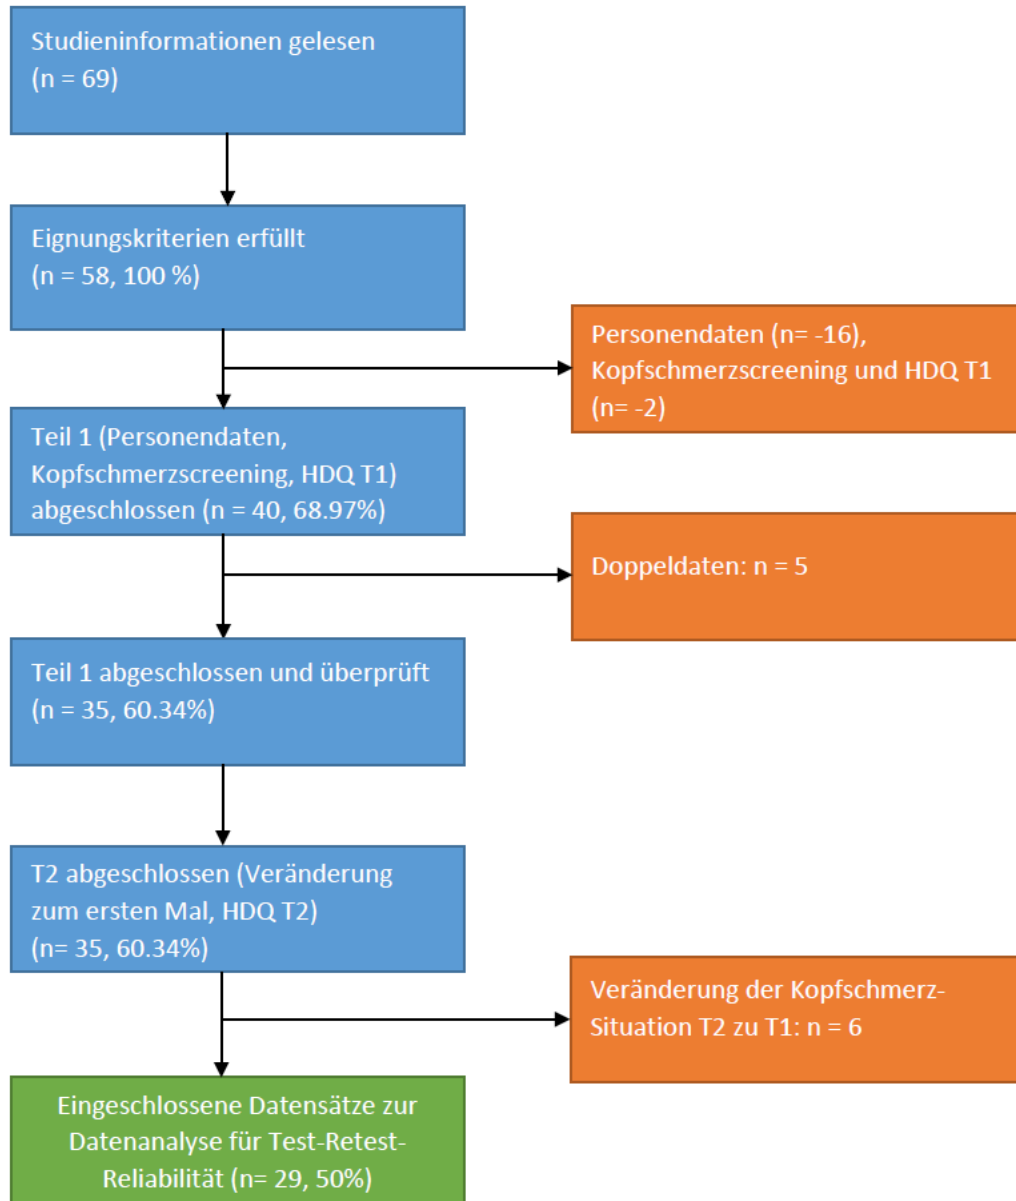 Studieninformationen gelesen
(n = 69)
Eignungskriterien erfüllt
(n = 58, 100 %)
Personendaten (n= -16),
Kopfschmerzscreening und HDQ T1
(n= -2)
Teil 1 (Personendaten,
Kopfschmerzscreening, HDQ T1)
abgeschlossen (n = 40, 68.97%)
Doppeldaten: n = 5
Teil 1 abgeschlossen und überprüft
(n = 35, 60.34%)
T2 abgeschlossen (Veränderung
zum ersten Mal, HDQ T2)
(n= 35, 60.34%)
Veränderung der Kopfschmerz-
Situation T2 zu T1: n = 6
Eingeschlossene Datensätze zur
Datenanalyse für Test-Retest-
Reliabilität (n= 29, 50%)